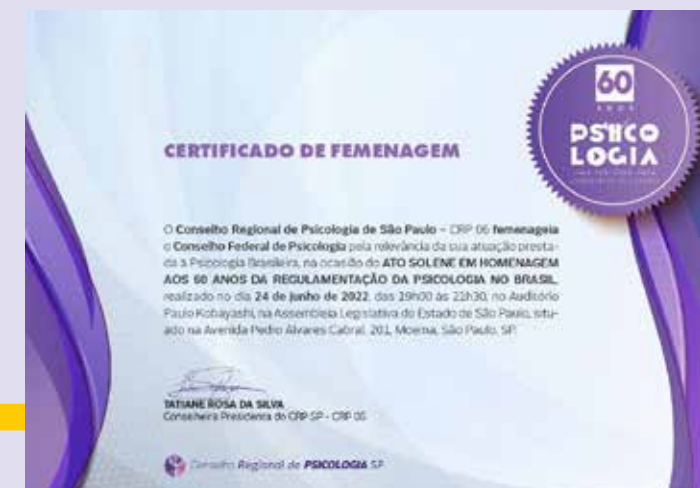 60
ANOS
PSICO
LOGIA
CERTIFICADO DE FEMENAGEM
O Conselho Regional de Psicologia de São Paulo – CRP 06 femenageia
o Conselho Federal de Psicologia pela relevância da sua atuação presta-
da à Psicologia Brasileira, na ocasião do ATO SOLENE EM HOMENAGEM
AOS 60 ANOS DA REGULAMENTAÇÃO DA PSICOLOGIA NO BRASIL,
realizado no dia 24 de junho de 2022, das 19h00 às 21h30, no Auditório
Paulo Kobayashi, na Assembleia Legislativa do Estado de São Paulo, situ-
ado na Avenida Pedro Álvares Cabral, 201, Moema, São Paulo, SP.
TATIANE ROSA DA SILVA
Conselheira Presidenta do CRP SP - CRP 06
Conselho Regional de PSICOLOGIA SP